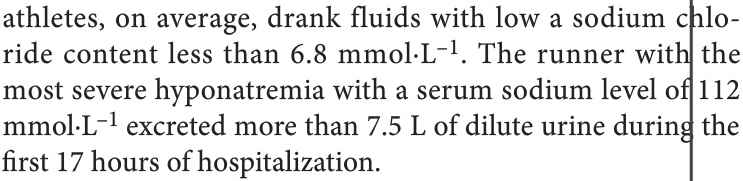 athletes, on average, drank fluids with low a sodium chlo-
ride content less than 6.8 mmol·L⁻¹. The runner with the
most severe hyponatremia with a serum sodium level of 112
mmol·L⁻¹ excreted more than 7.5 L of dilute urine during the
first 17 hours of hospitalization.